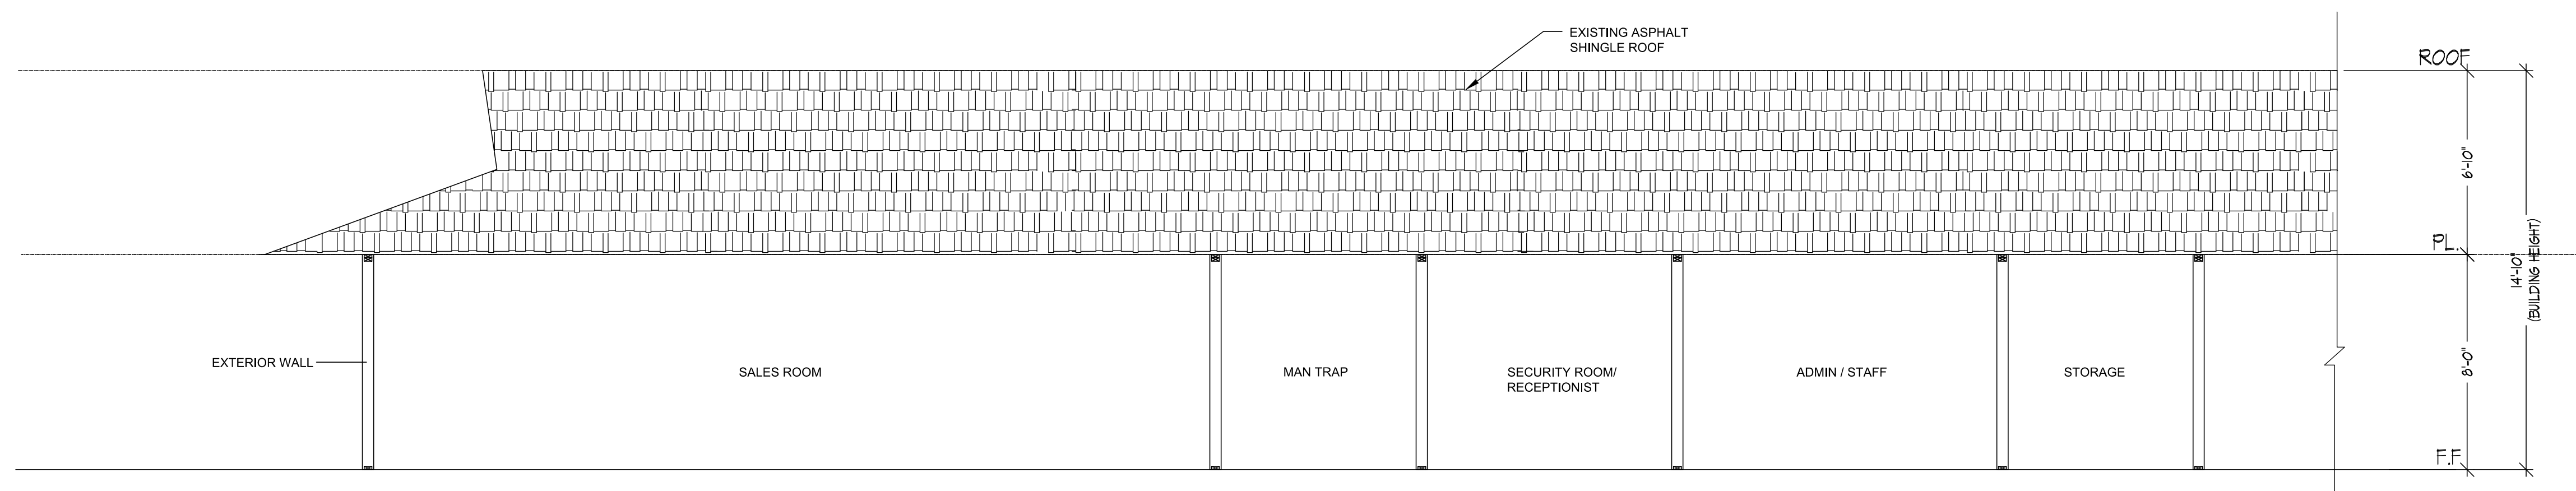 EXISTING ASPHALT
SHINGLE ROOF
ROOF
6'-10"
PL.
14'-10"
(BUILDING HEIGHT)
EXTERIOR WALL
SALES ROOM
MAN TRAP
SECURITY ROOM/
RECEPTIONIST
ADMIN / STAFF
STORAGE
8'-0"
F.F